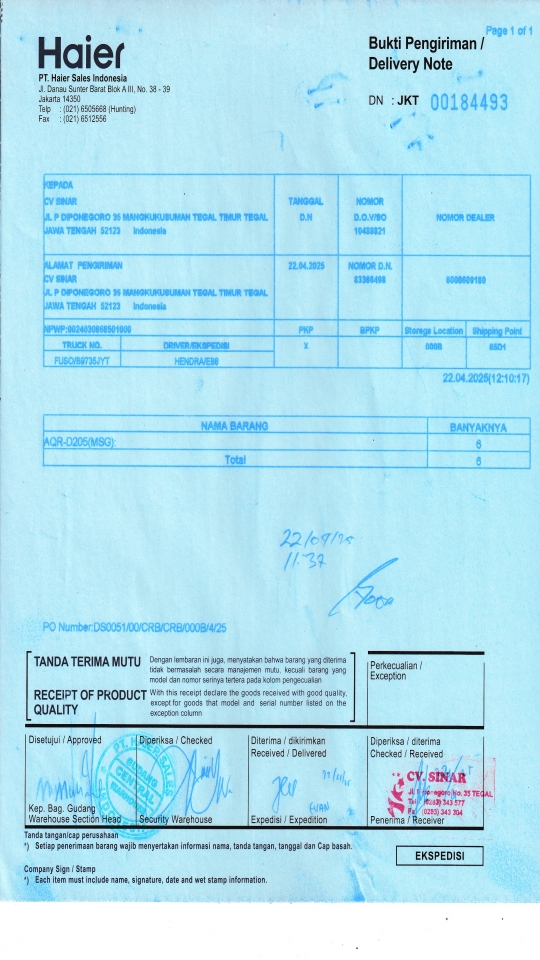 Page 1 of 1
Haier
Bukti Pengiriman /
Delivery Note
PT. Haier Sales Indonesia
Jl. Danau Sunter Barat Blok A III, No. 38 - 39
Jakarta 14350
Telp : (021) 6505668 (Hunting)
Fax : (021) 6512556
DN : JKT 00184493
KEPADA
CV SINAR
JL P DIPONEGORO 35 MANGKUKUSUMAN TEGAL TIMUR TEGAL
JAWA TENGAH 52123 Indonesia
TANGGAL
D.N
NOMOR
D.O.V/SO
10488821
NOMOR DEALER
ALAMAT PENGIRIMAN
CV SINAR
JL P DIPONEGORO 35 MANGKUKUSUMAN TEGAL TIMUR TEGAL
JAWA TENGAH 52123 Indonesia
22.04.2025
NOMOR D.N.
PKP BPKP Storage Location Shipping Point
TRUCK NO. DRIVER/EKSPEDISI X 000B
FUSO/B9735JYT
22.04.2025(12:10:17)
NAMA BARANG BANYAKNYA
AQR-D205(MSG): 6
Total 6
11.37
PO Number:DS0051/00/CRB/CRB/000B/4/25
TANDA TERIMA MUTU
Dengan lembaran ini juga, menyatakan bahwa barang yang diterima
tidak bermasalah secara manajemen mutu, kecuali barang yang
model dan nomor serinya tertera pada kolom pengecualian
RECEIPT OF PRODUCT
QUALITY
With this receipt declare the goods received with good quality,
except for goods that model and serial number listed on the
exception column
Perkecualian /
Exception
Disetujui / Approved
Diperiksa / Checked
Diterima / dikirimkan
Received / Delivered
Diperiksa / diterima
Checked / Received
CV. SINAR
Kep. Bag. Gudang
Warehouse Section Head
Security Warehouse
Expedisi / Expedition
Penerima / Receiver
Tanda tangan/cap perusahaan
*) Setiap penerimaan barang wajib menyertakan informasi nama, tanda tangan, tanggal dan Cap basah.
EKSPEDISI
Company Sign / Stamp
*) Each item must include name, signature, date and wet stamp information.